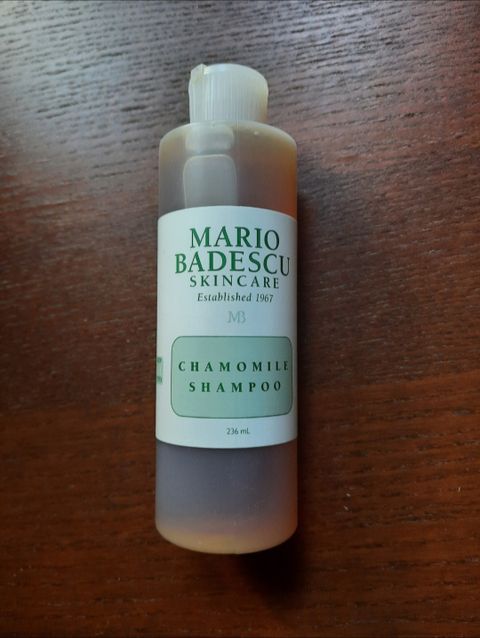 MARIO
BADESCU
SKINCARE
Established 1967
MB
CHAMOMILE
SHAMPOO
236 mL